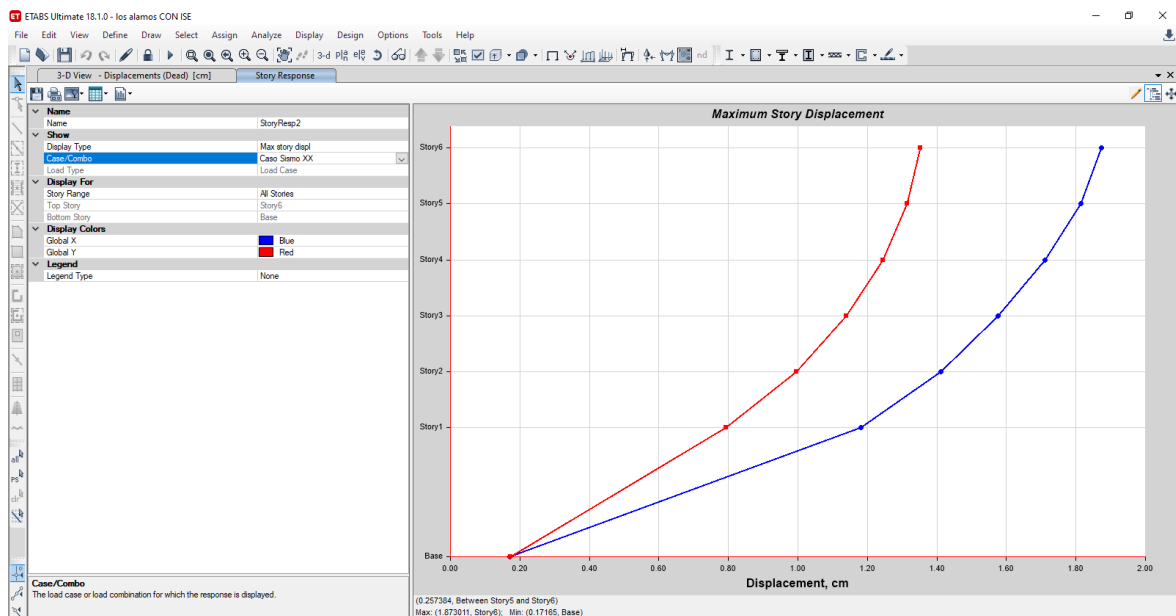 ETABS Ultimate 18.1.0 - los alamos CON ISE
File Edit View Define Draw Select Assign Analyze Display Design Options Tools Help
3-d
nd
3-D View - Displacements (Dead) [cm]
Story Response
Name
Name StoryResp2
Show
Display Type Max story displ
Case/Combo Caso Sismo XX
Load Type Load Case
Display For
Story Range All Stories
Top Story Story6
Bottom Story Base
Display Colors
Global X Blue
Global Y Red
Legend
Legend Type None
all
PS
clr
Case/Combo
The load case or load combination for which the response is displayed.
Maximum Story Displacement
Story6
Story5
Story4
Story3
Story2
Story1
Base
0.00 0.20 0.40 0.60 0.80 1.00 1.20 1.40 1.60 1.80 2.00
Displacement, cm
(0.257384, Between Story5 and Story6)
Max: (1.873011, Story6); Min: (0.17165, Base)